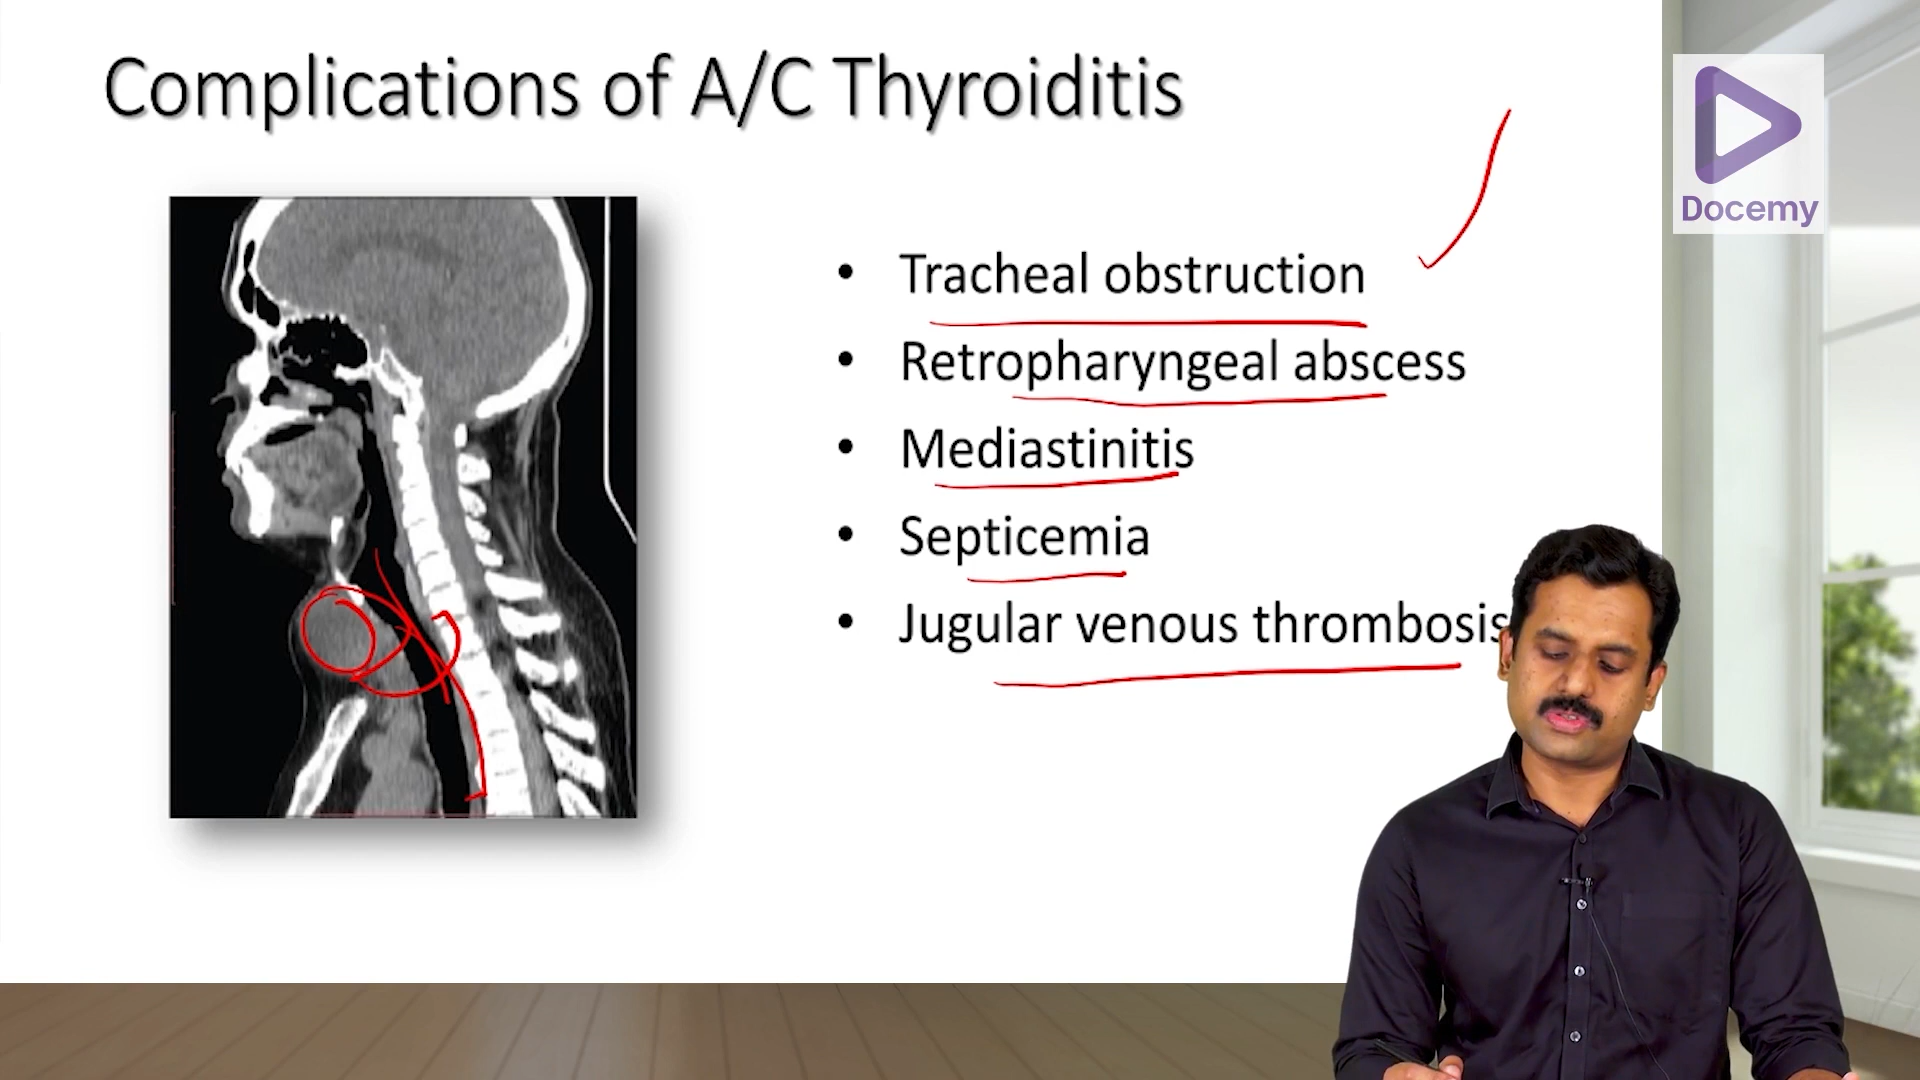 Complications of A/C Thyroiditis
Docemy
• Tracheal obstruction
• Retropharyngeal abscess
• Mediastinitis
• Septicemia
• Jugular venous thrombosis